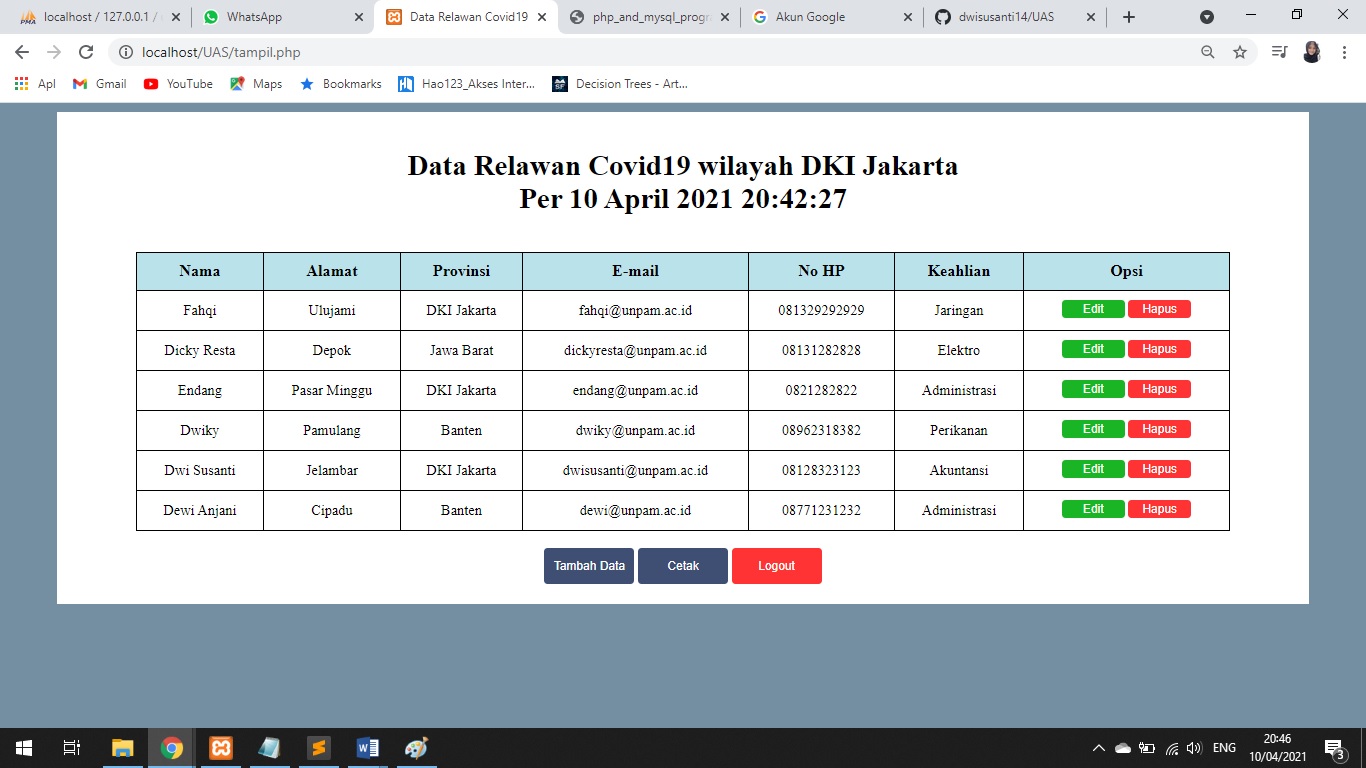 localhost / 127.0.0.1 /
WhatsApp
Data Relawan Covid19
php_and_mysql_progr
Akun Google
dwisusanti14/UAS
localhost/UAS/tampil.php
Apl Gmail YouTube Maps Bookmarks Hao123_Akses Inter... Decision Trees - Art...
Data Relawan Covid19 wilayah DKI Jakarta
Per 10 April 2021 20:42:27
Nama Alamat Provinsi E-mail No HP Keahlian Opsi
Fahqi Ulujami DKI Jakarta fahqi@unpam.ac.id 081329292929 Jaringan Edit Hapus
Dicky Resta Depok Jawa Barat dickyresta@unpam.ac.id 08131282828 Elektro Edit Hapus
Endang Pasar Minggu DKI Jakarta endang@unpam.ac.id 0821282822 Administrasi Edit Hapus
Dwiky Pamulang Banten dwiky@unpam.ac.id 08962318382 Perikanan Edit Hapus
Dwi Susanti Jelambar DKI Jakarta dwisusanti@unpam.ac.id 08128323123 Akuntansi Edit Hapus
Dewi Anjani Cipadu Banten dewi@unpam.ac.id 08771231232 Administrasi Edit Hapus
Tambah Data Cetak Logout
ENG
20:46
10/04/2021
3